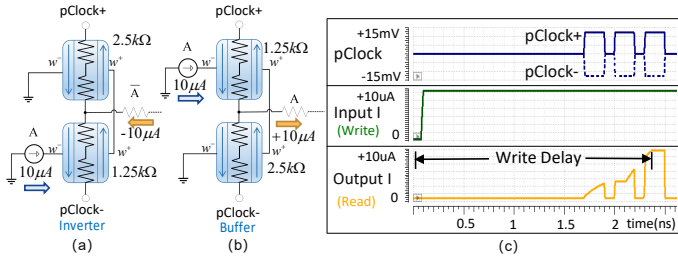 pClock+
2.5kΩ
w⁻
w⁺
A̅
-10μA
A
10μA
w⁻
w⁺
1.25kΩ
pClock-
Inverter
(a)
pClock+
1.25kΩ
A
w⁻
w⁺
10μA
A
+10μA
w⁻
w⁺
2.5kΩ
pClock-
Buffer
(b)
+15mV
pClock
-15mV
pClock+
pClock-
+10uA
Input I
(Write)
0
+10uA
Output I
(Read)
0
Write Delay
0.5
1
1.5
2
time(ns)
(c)